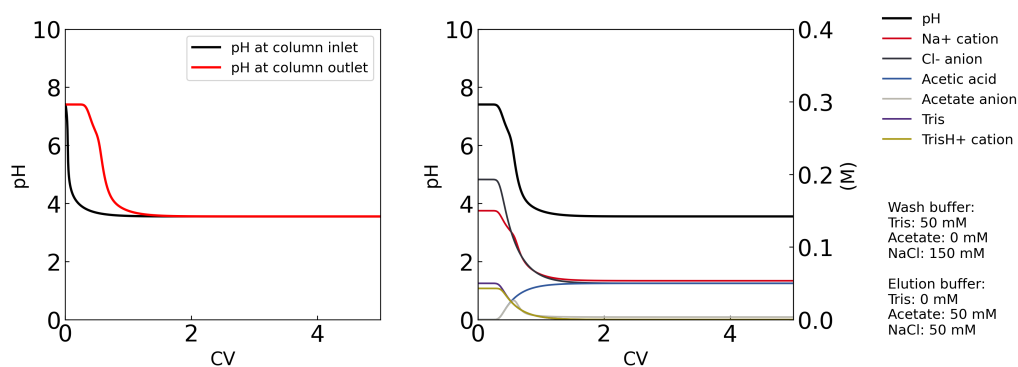 10
8
6
4
2
0
pH
0
2
4
CV
pH at column inlet
pH at column outlet
10
8
6
4
2
0
pH
0
2
4
CV
0.4
0.3
0.2
0.1
0.0
(M)
pH
Na+ cation
Cl- anion
Acetic acid
Acetate anion
Tris
TrisH+ cation
Wash buffer:
Tris: 50 mM
Acetate: 0 mM
NaCl: 150 mM
Elution buffer:
Tris: 0 mM
Acetate: 50 mM
NaCl: 50 mM